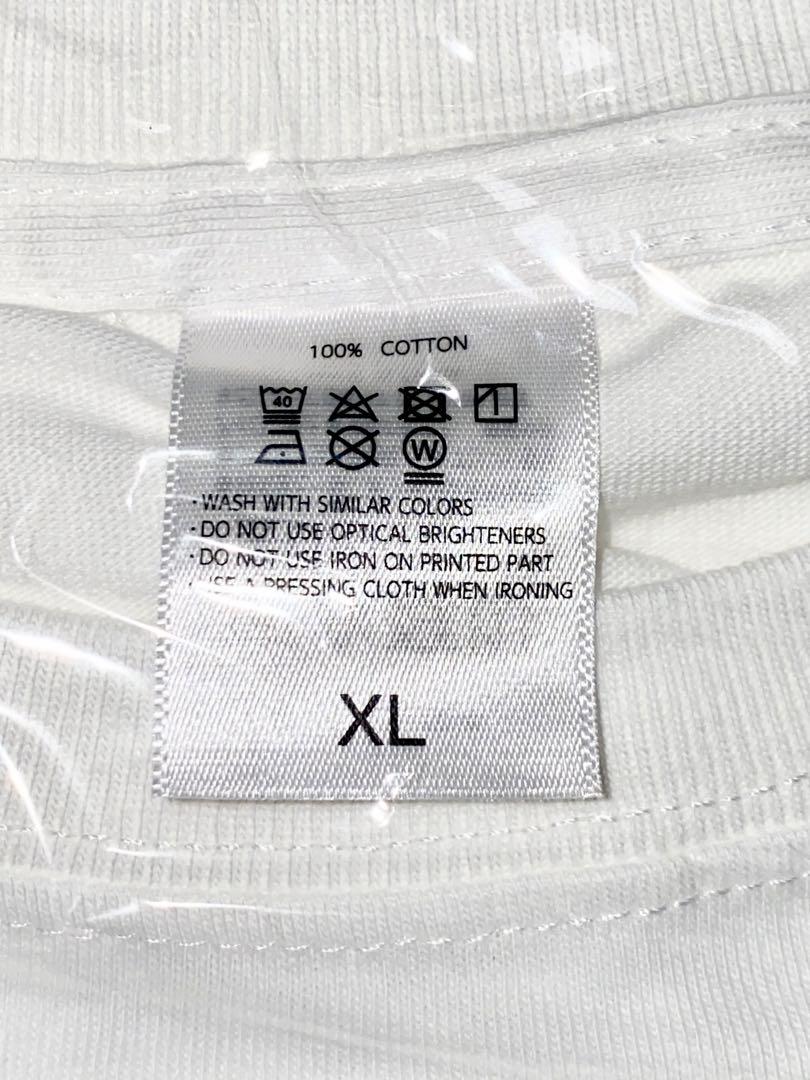 100% COTTON
40
W
· WASH WITH SIMILAR COLORS
· DO NOT USE OPTICAL BRIGHTENERS
· DO NOT USE IRON ON PRINTED PART
· USE A PRESSING CLOTH WHEN IRONING
XL